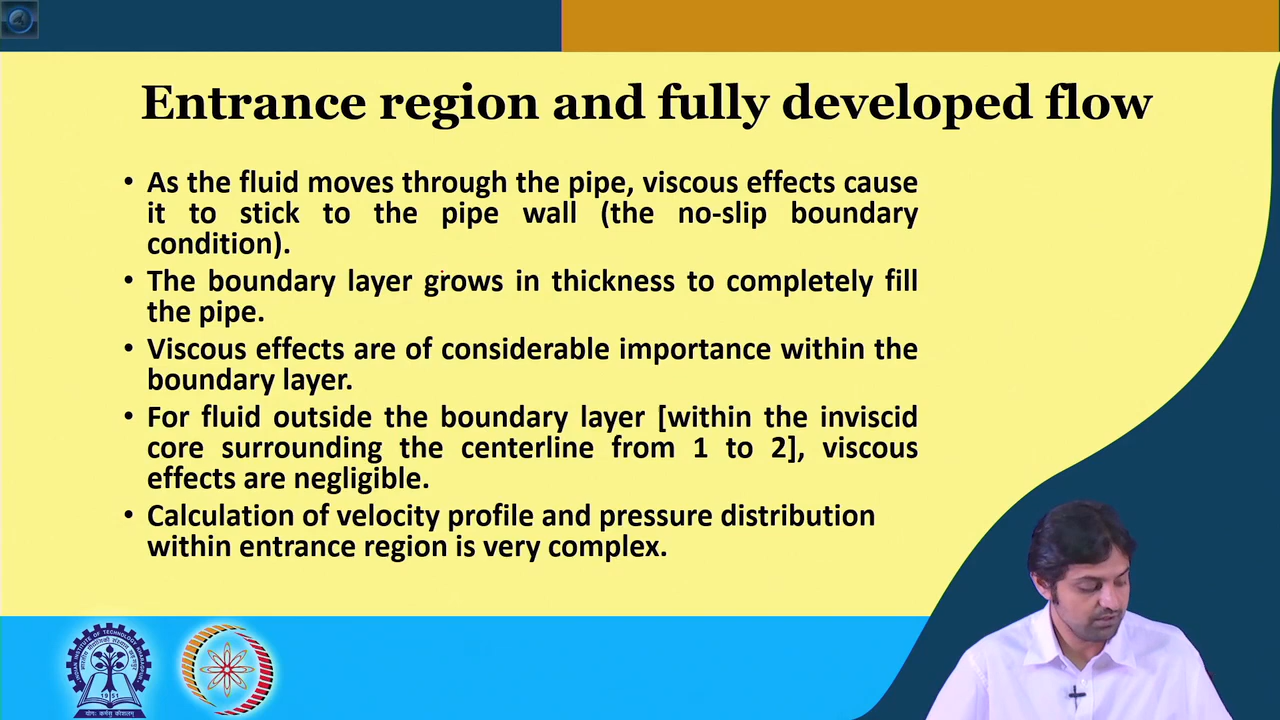 Entrance region and fully developed flow
• As the fluid moves through the pipe, viscous effects cause
it to stick to the pipe wall (the no-slip boundary
condition).
• The boundary layer grows in thickness to completely fill
the pipe.
• Viscous effects are of considerable importance within the
boundary layer.
• For fluid outside the boundary layer [within the inviscid
core surrounding the centerline from 1 to 2], viscous
effects are negligible.
• Calculation of velocity profile and pressure distribution
within entrance region is very complex.
1951
योगः कर्मसु कौशलम्